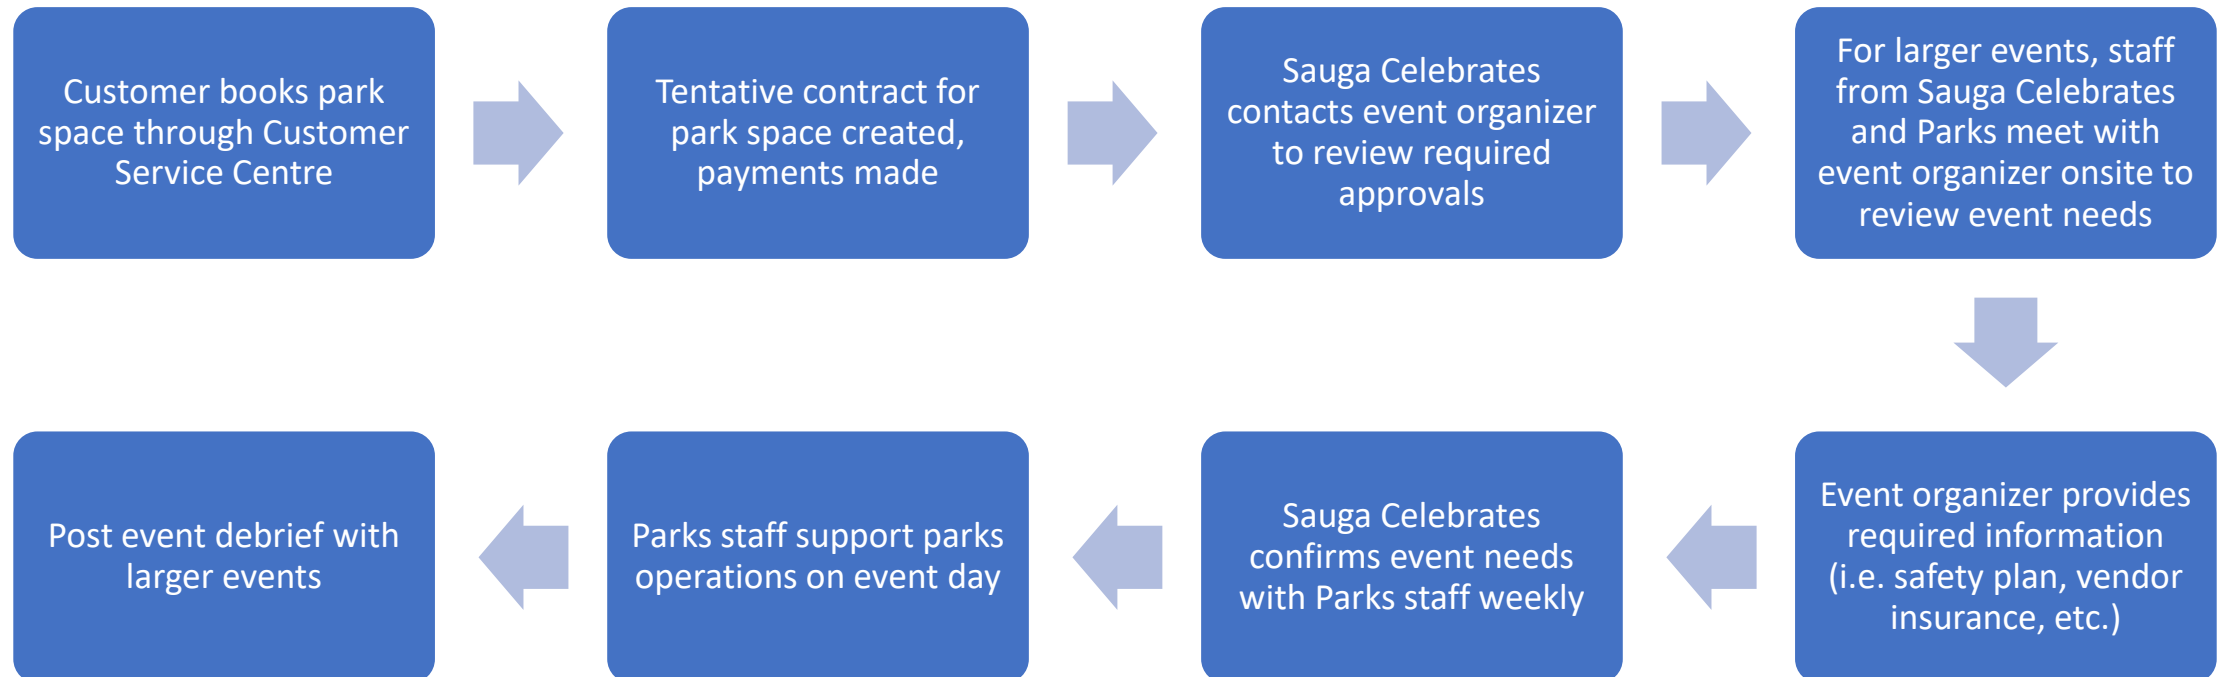 Customer books park
space through Customer
Service Centre
Tentative contract for
park space created,
payments made
Sauga Celebrates
contacts event organizer
to review required
approvals
For larger events, staff
from Sauga Celebrates
and Parks meet with
event organizer onsite to
review event needs
Event organizer provides
required information
(i.e. safety plan, vendor
insurance, etc.)
Sauga Celebrates
confirms event needs
with Parks staff weekly
Parks staff support parks
operations on event day
Post event debrief with
larger events